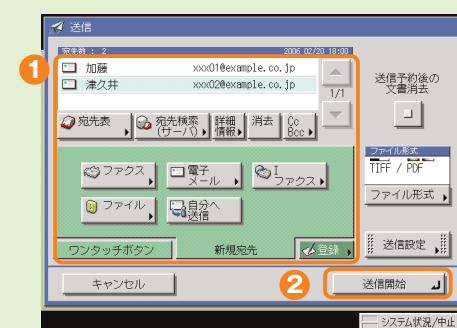 送信
宛先数： 2 2006 02/20 18:00
1
加藤 xxx01@example.co.jp
津久井 xxx02@example.co.jp
1/1
送信予約後の
文書消去
宛先表
宛先検索
(サーバ)
詳細
情報
消去
Cc
Bcc
ファイル形式
TIFF / PDF
ファイル形式
ファクス
電子
メール
I
ファクス
ファイル
自分へ
送信
送信設定
ワンタッチボタン
新規宛先
登録
キャンセル
2
送信開始
システム状況/中止